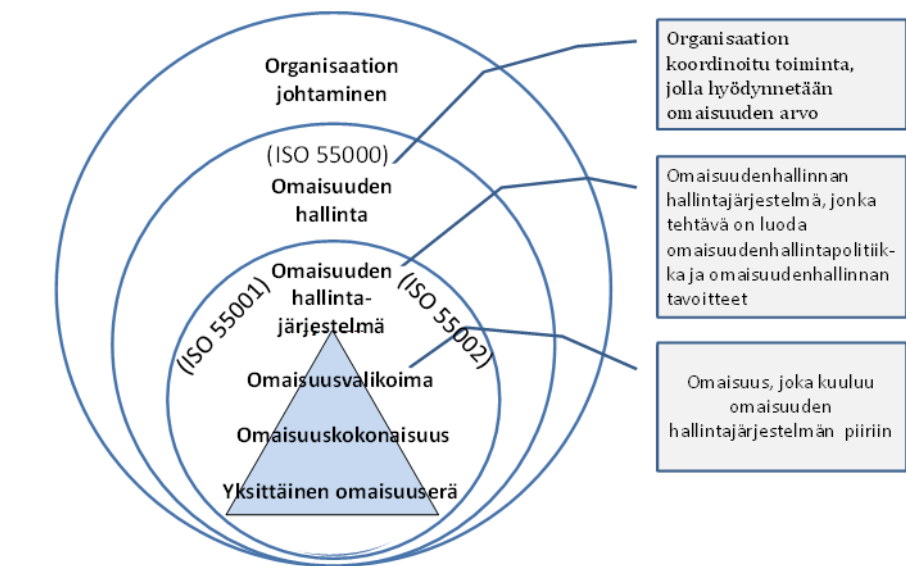 Organisaation
johtaminen
(ISO 55000)
Omaisuuden
hallinta
Omaisuuden
hallinta-
järjestelmä
(ISO 55001)
(ISO 55002)
Omaisuusvalikoima
Omaisuuskokonaisuus
Yksittäinen omaisuuserä
Organisaation
koordinoitu toiminta,
jolla hyödynnetään
omaisuuden arvo
Omaisuudenhallinnan
hallintajärjestelmä, jonka
tehtävä on luoda
omaisuudenhallintapolitiik-
ka ja omaisuudenhallinnan
tavoitteet
Omaisuus, joka kuuluu
omaisuuden
hallintajärjestelmän piiriin